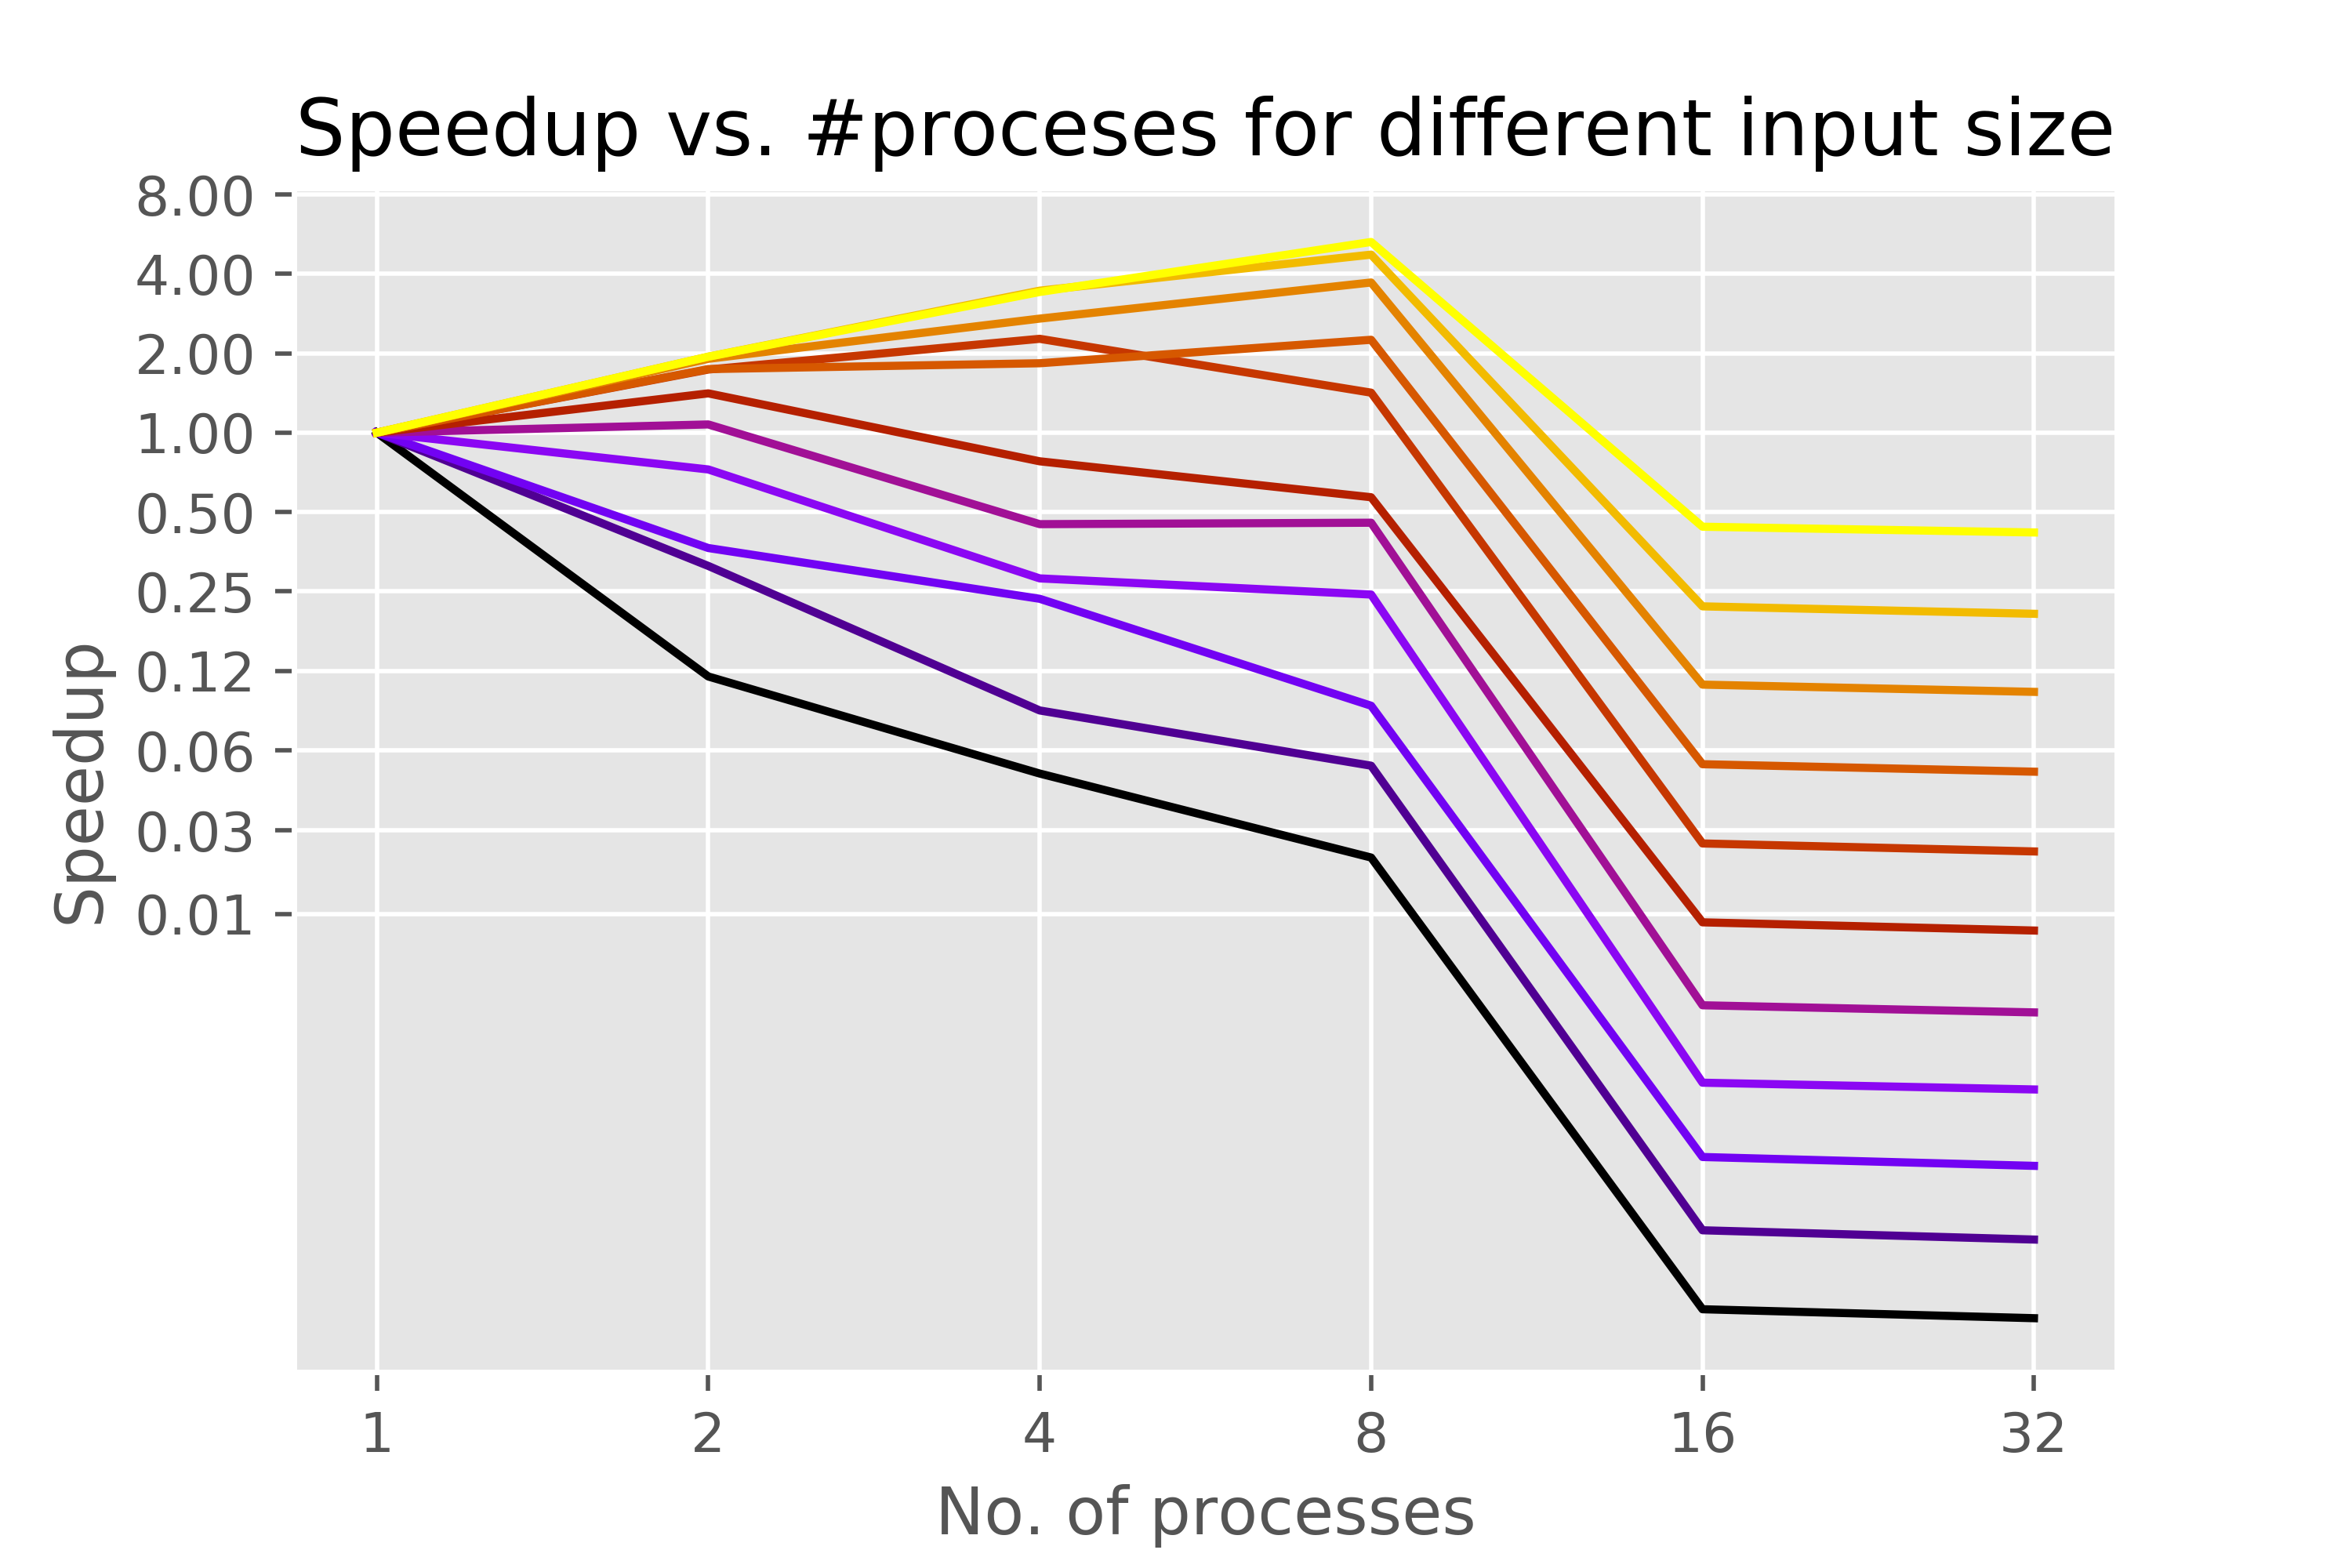 Speedup vs. #proceses for different input size
8.00
4.00
2.00
1.00
0.50
0.25
0.12
0.06
0.03
0.01
Speedup
1 2 4 8 16 32
No. of processes